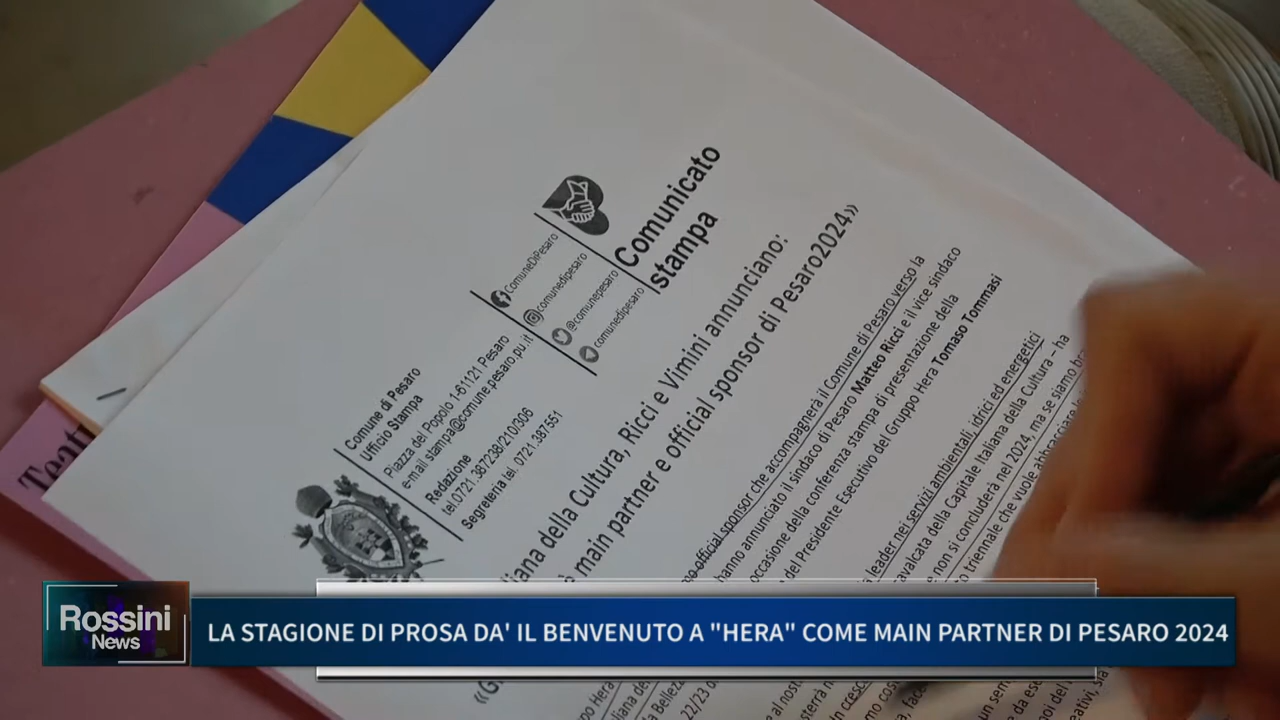 Comune di Pesaro
Ufficio Stampa
Piazza del Popolo 1-61121 Pesaro
e-mail stampa@comune.pesaro.pu.it
Redazione
tel.0721.387238/210/306
Segreteria tel. 0721.387551
ComuneDiPesaro
@comunedipesaro
@comunepesaro
comunedipesaro
Comunicato
stampa
della Cultura, Ricci e Vimini annunciano:
main partner e official sponsor di Pesaro2024»
official sponsor che accompagnerà il Comune di Pesaro verso la
hanno annunciato il sindaco di Pesaro Matteo Ricci e il vice sindaco
occasione della conferenza stampa di presentazione della
del Presidente Esecutivo del Gruppo Hera Tomaso Tommasi
leader nei servizi ambientali, idrici ed energetici
della Capitale Italiana della Cultura – ha
non si concluderà nel 2024, ma se siamo
triennale che vuole abbracciare
Rossini
News
LA STAGIONE DI PROSA DA' IL BENVENUTO A "HERA" COME MAIN PARTNER DI PESARO 2024